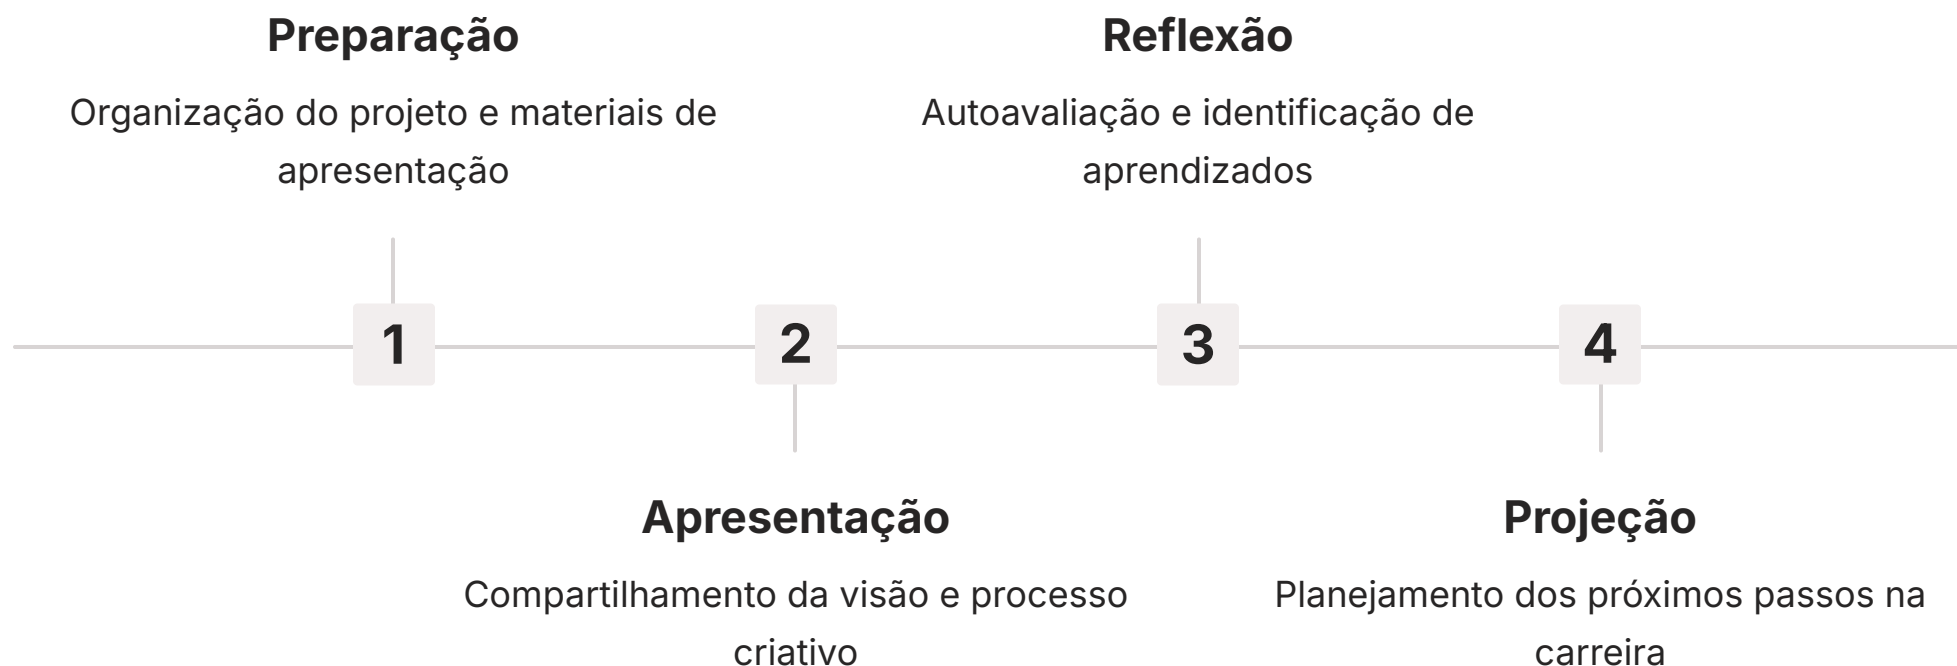 Preparação
Organização do projeto e materiais de
apresentação
1
2
Apresentação
Compartilhamento da visão e processo
criativo
Reflexão
Autoavaliação e identificação de
aprendizados
3
4
Projeção
Planejamento dos próximos passos na
carreira